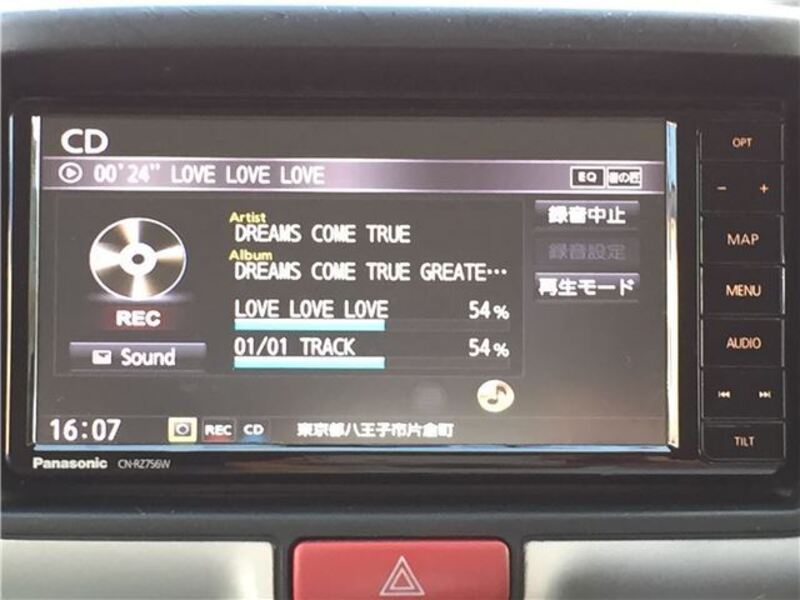 CD
00'24" LOVE LOVE LOVE
EQ 音の匠
Artist
DREAMS COME TRUE
Album
DREAMS COME TRUE GREATE…
LOVE LOVE LOVE 54%
01/01 TRACK 54%
REC
Sound
録音中止
録音設定
再生モード
16:07 REC CD 東京都八王子市片倉町
Panasonic CN-RZ756W
OPT
− +
MAP
MENU
AUDIO
TILT